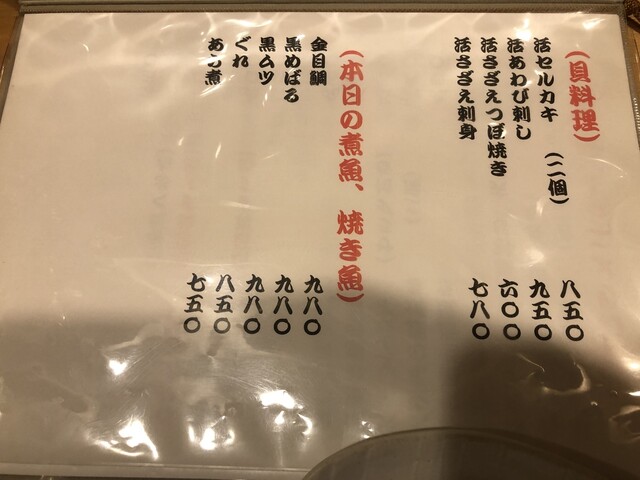 (貝料理)
活セルカキ (二個) 八五〇
活あわび刺し 九五〇
活さざえつぼ焼き 六〇〇
活さざえ刺身 七八〇
(本日の煮魚、焼き魚)
金目鯛 九八〇
黒めばる 九八〇
黒ムツ 九八〇
ぐれ 八五〇
あら煮 七五〇